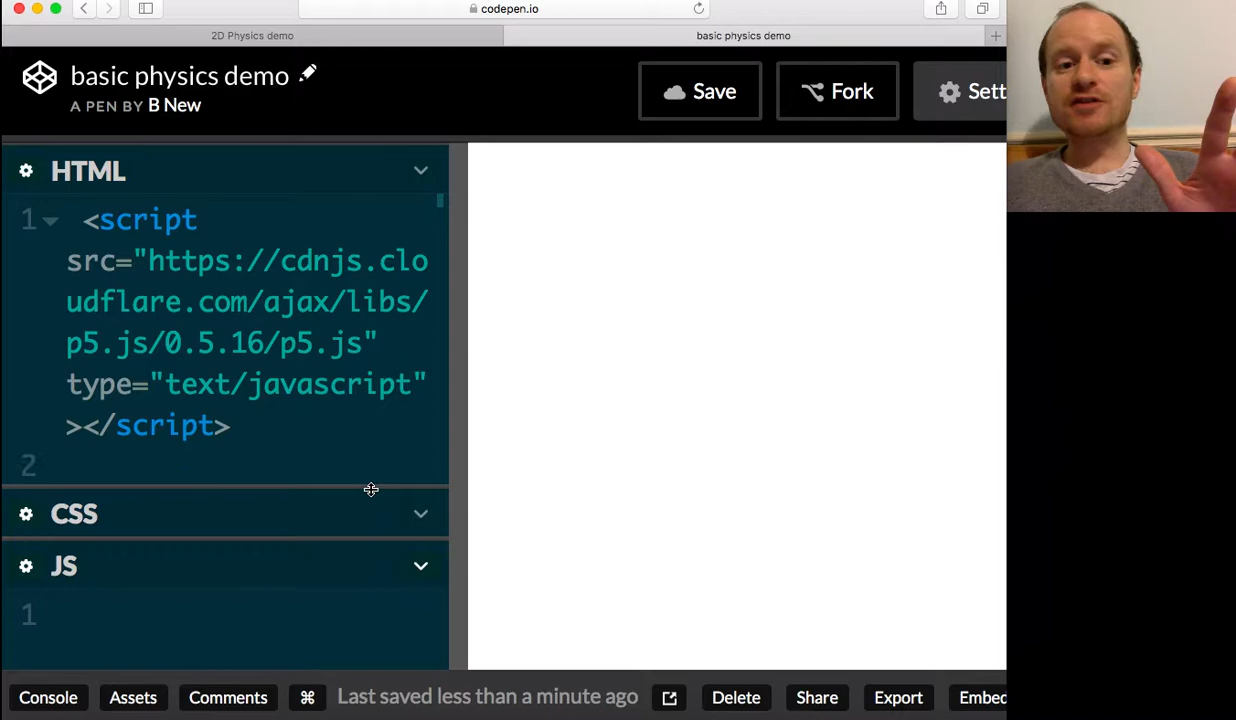 codepen.io
2D Physics demo
basic physics demo
basic physics demo
A PEN BY B New
Save
Fork
Sett
HTML
1 <script
src="https://cdnjs.clo
udflare.com/ajax/libs/
p5.js/0.5.16/p5.js"
type="text/javascript"
></script>
2
CSS
JS
1
Console
Assets
Comments
⌘
Last saved less than a minute ago
Delete
Share
Export
Embed